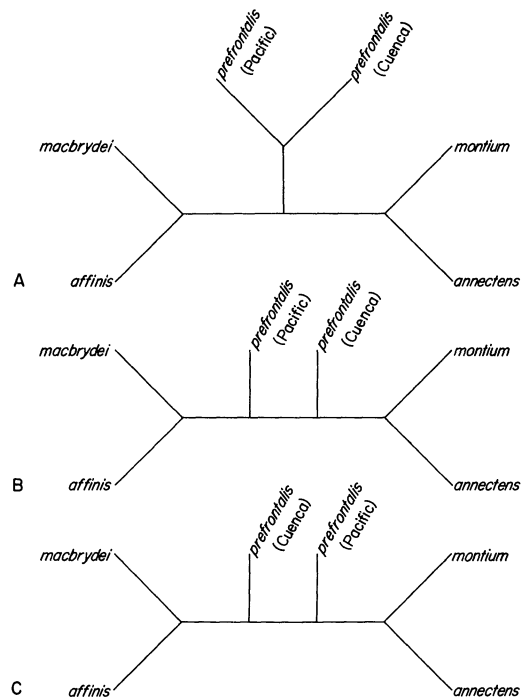 prefrontalis
(Pacific)
prefrontalis
(Cuenca)
macbrydei
montium
A
affinis
annectens
prefrontalis
(Pacific)
prefrontalis
(Cuenca)
macbrydei
montium
B
affinis
annectens
prefrontalis
(Cuenca)
prefrontalis
(Pacific)
macbrydei
montium
C
affinis
annectens